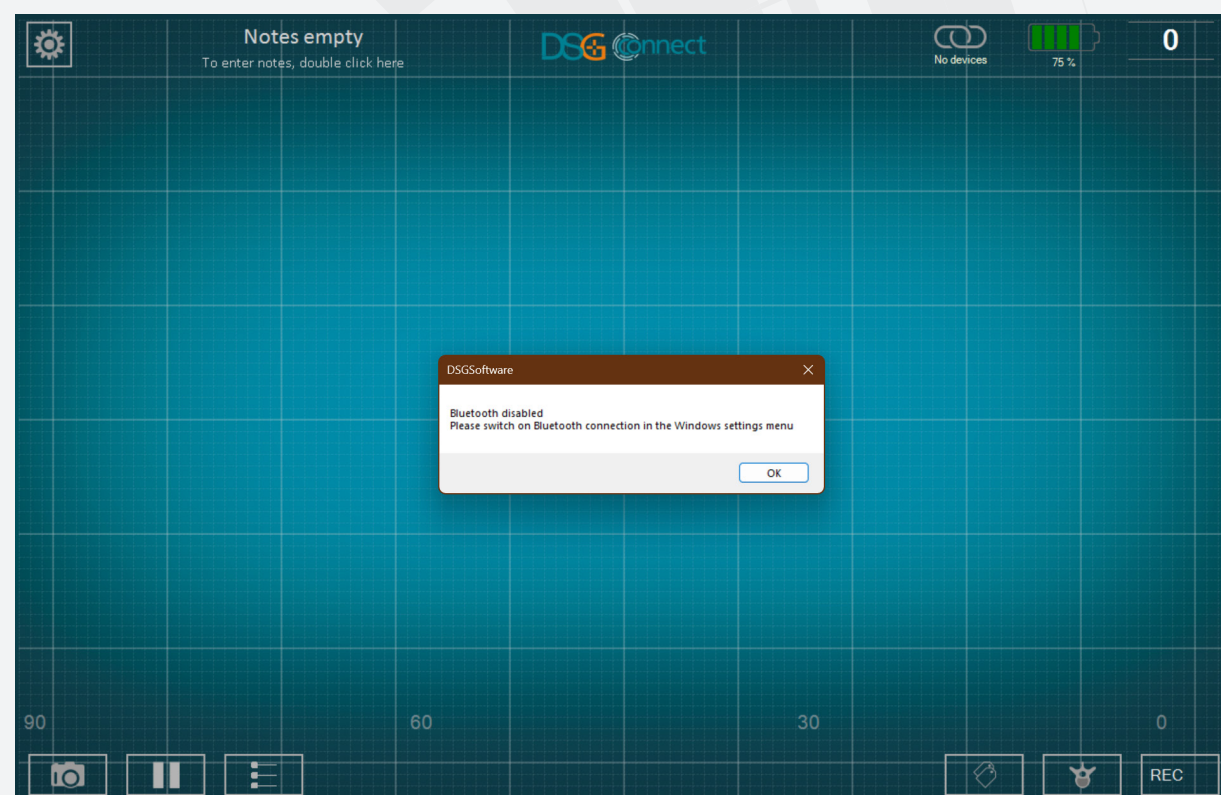 Notes empty
To enter notes, double click here
DSG Connect
No devices
75 %
0
DSGSoftware
Bluetooth disabled
Please switch on Bluetooth connection in the Windows settings menu
OK
90
60
30
0
REC